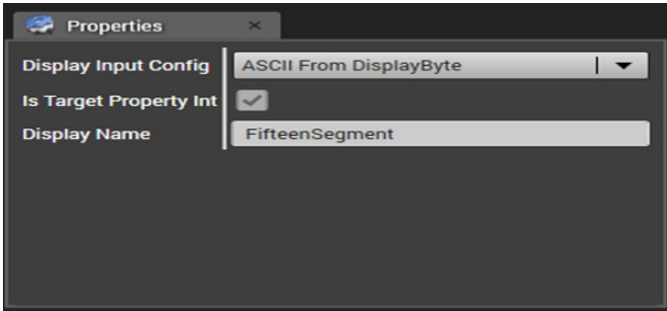 Properties
Display Input Config ASCII From DisplayByte
Is Target Property Int
Display Name FifteenSegment